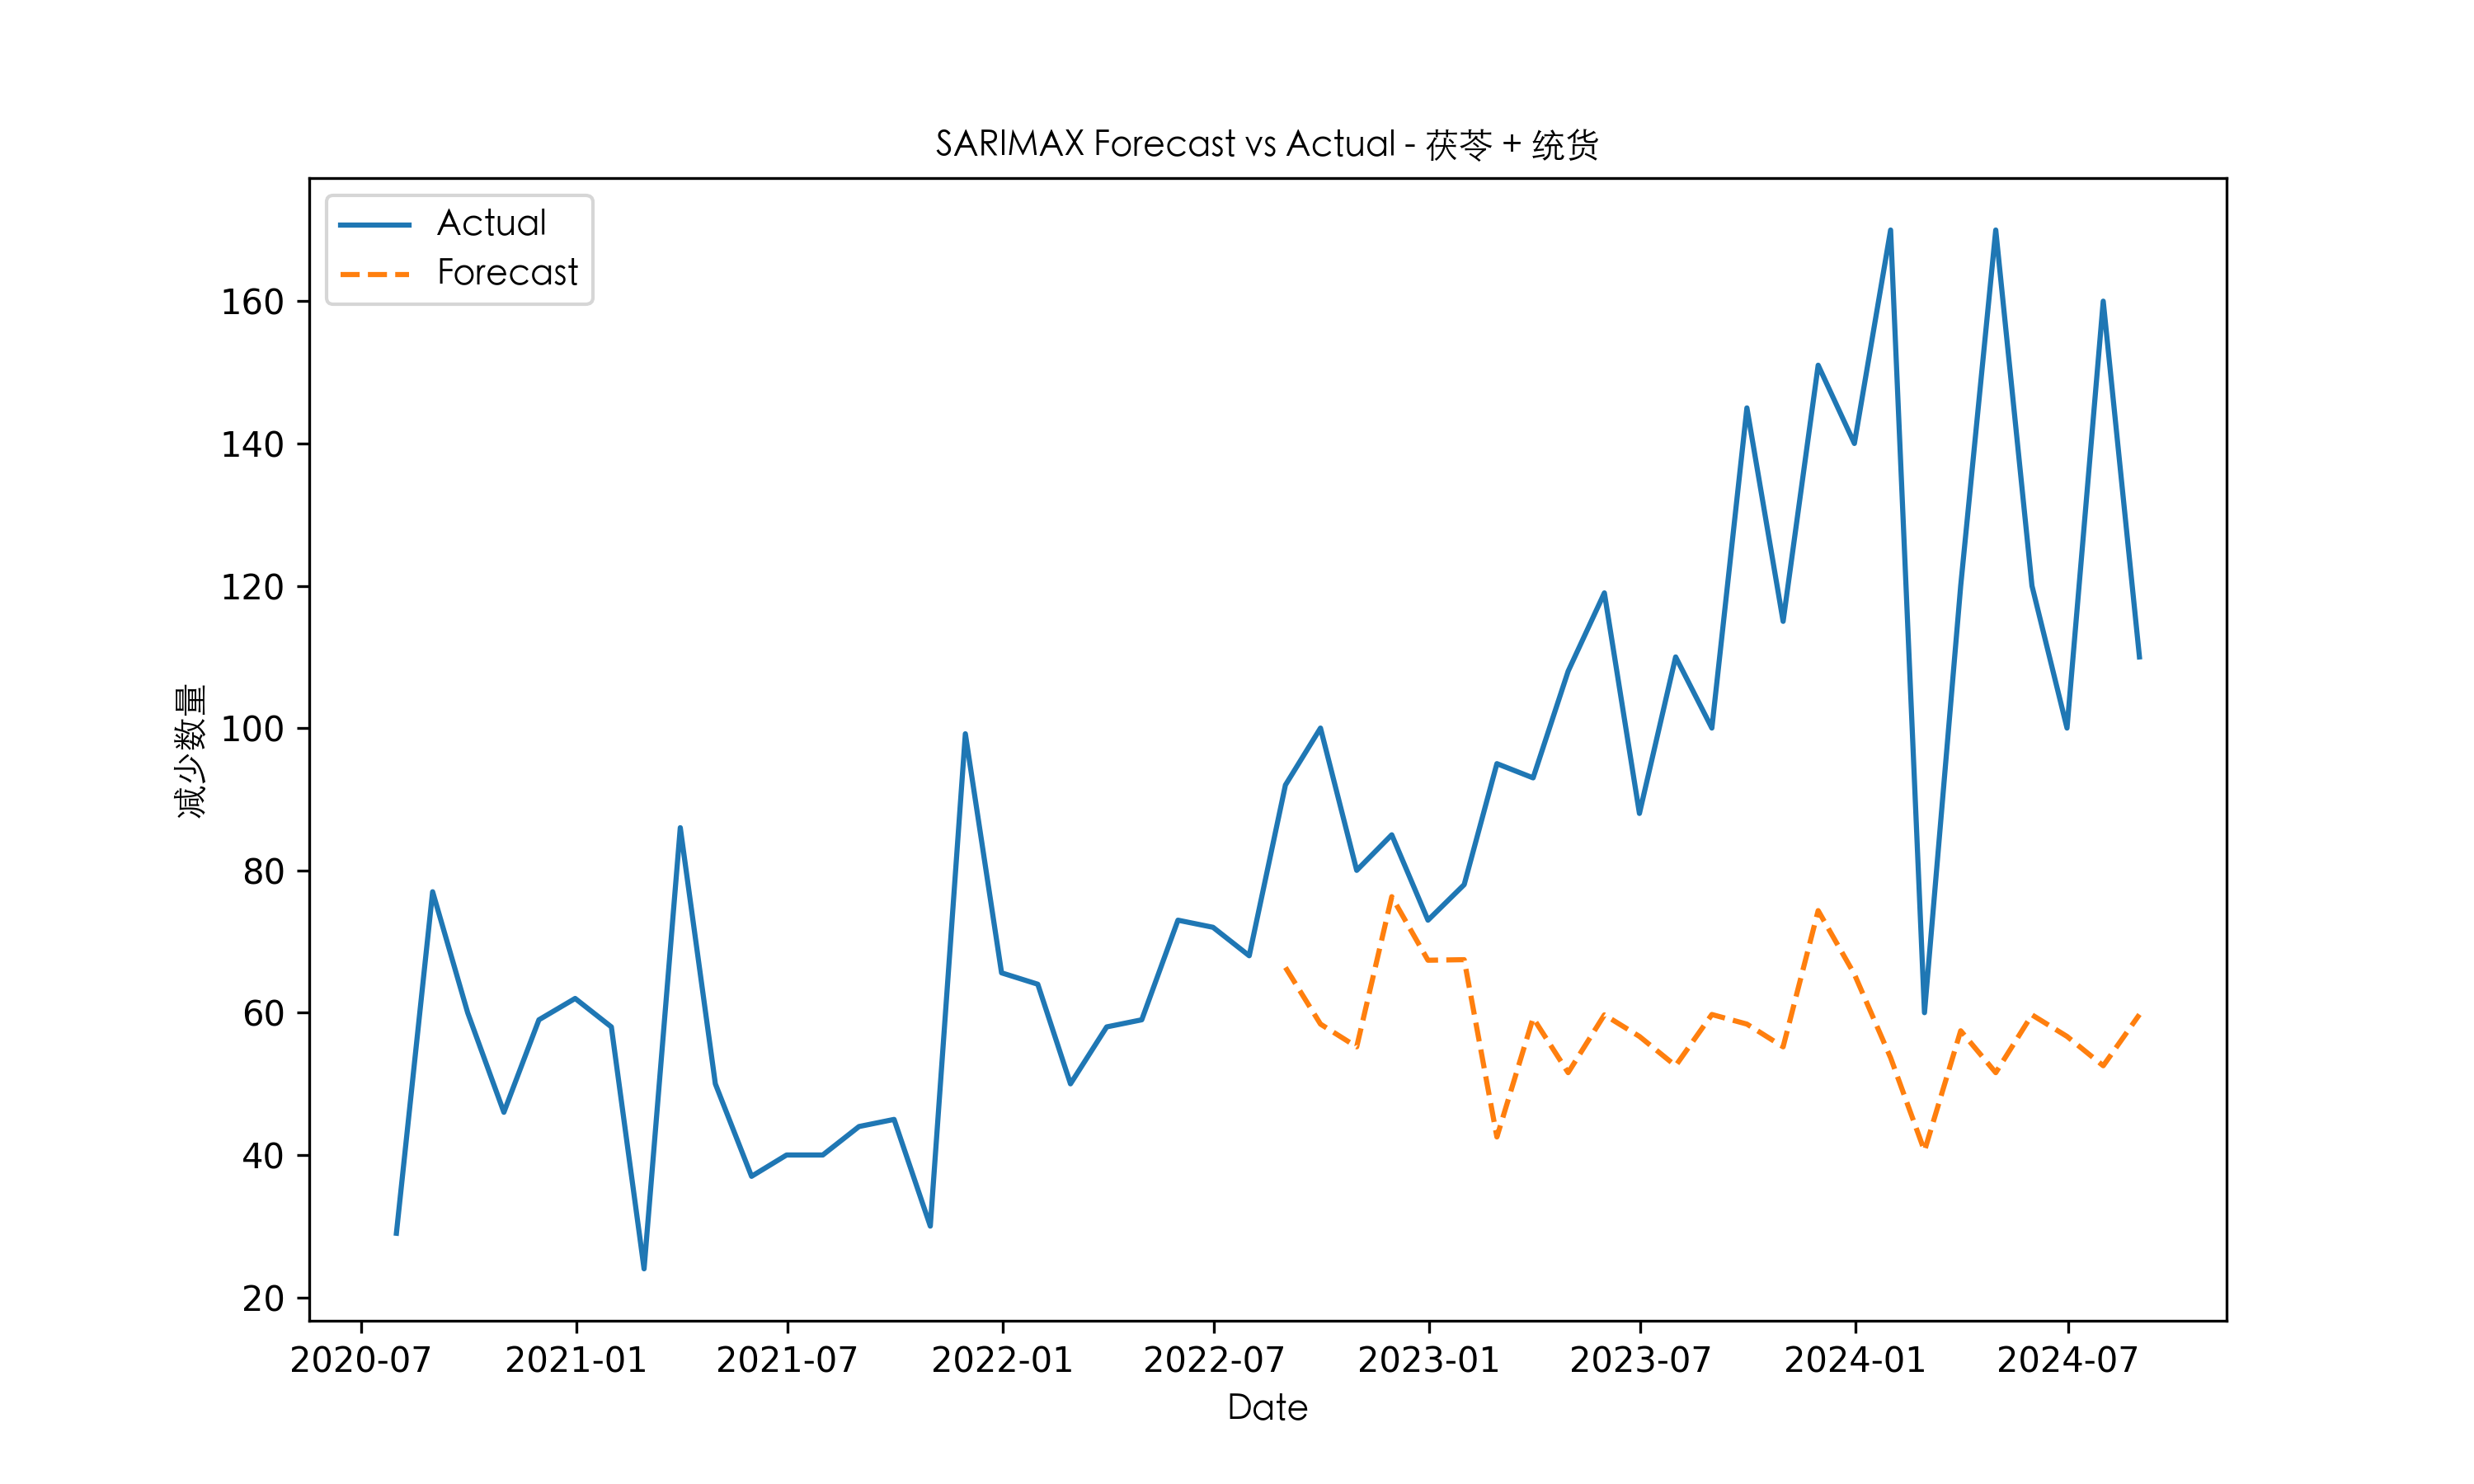 SARIMAX Forecast vs Actual - 茯苓 + 统货
Actual
Forecast
160
140
120
100
80
60
40
20
减少数量
2020-07 2021-01 2021-07 2022-01 2022-07 2023-01 2023-07 2024-01 2024-07
Date